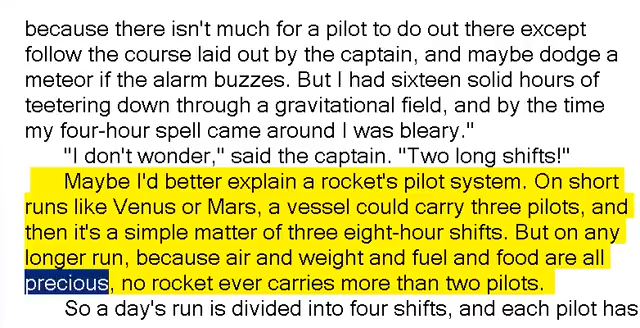 because there isn't much for a pilot to do out there except
follow the course laid out by the captain, and maybe dodge a
meteor if the alarm buzzes. But I had sixteen solid hours of
teetering down through a gravitational field, and by the time
my four-hour spell came around I was bleary."
"I don't wonder," said the captain. "Two long shifts!"
Maybe I'd better explain a rocket's pilot system. On short
runs like Venus or Mars, a vessel could carry three pilots, and
then it's a simple matter of three eight-hour shifts. But on any
longer run, because air and weight and fuel and food are all
precious, no rocket ever carries more than two pilots.
So a day's run is divided into four shifts, and each pilot has